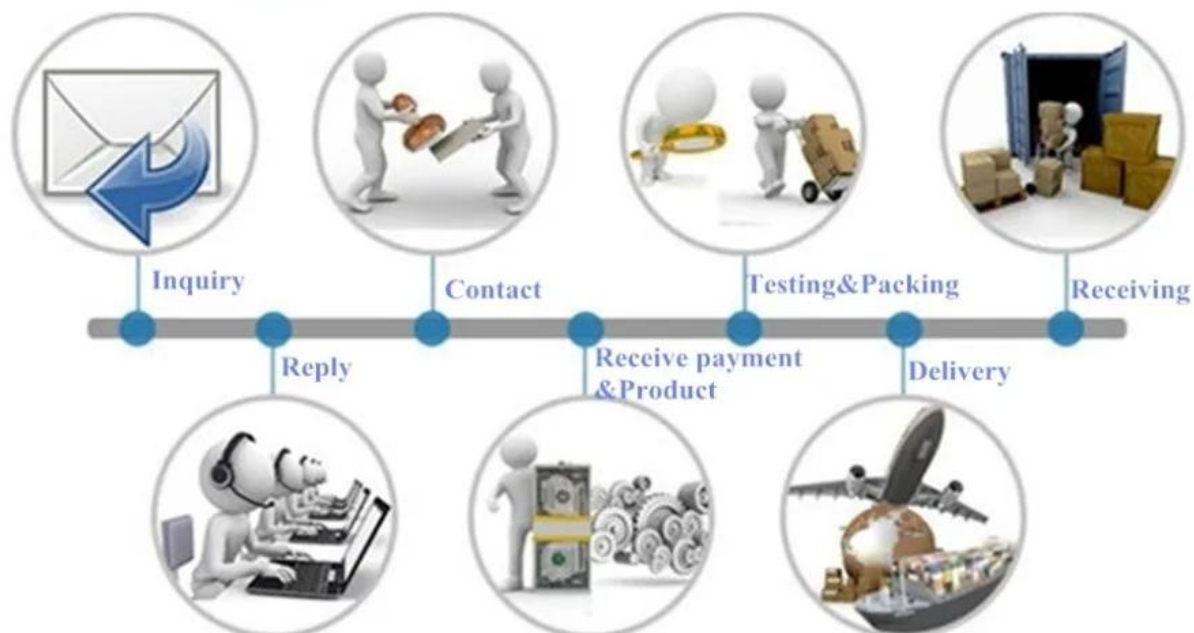 Inquiry
Reply
Contact
Receive payment
&Product
Testing&Packing
Delivery
Receiving